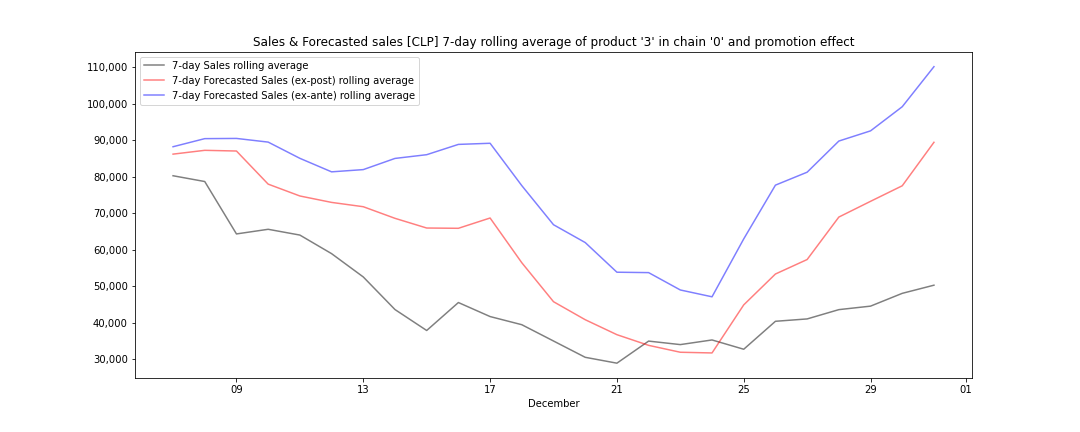 Sales & Forecasted sales [CLP] 7-day rolling average of product '3' in chain '0' and promotion effect
7-day Sales rolling average
7-day Forecasted Sales (ex-post) rolling average
7-day Forecasted Sales (ex-ante) rolling average
110,000
100,000
90,000
80,000
70,000
60,000
50,000
40,000
30,000
09 13 17 21 25 29 01
December